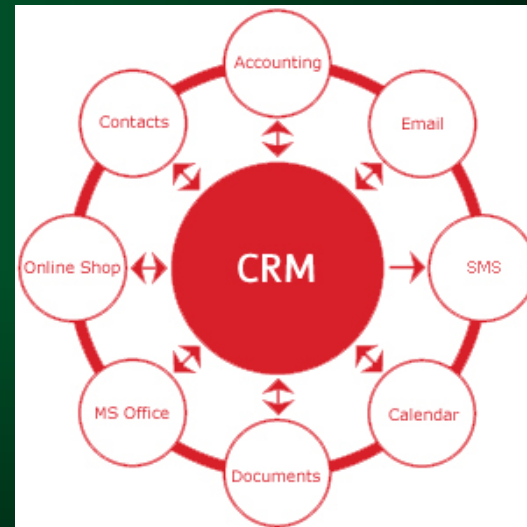 Accounting
Contacts
Email
Online Shop
CRM
SMS
MS Office
Calendar
Documents